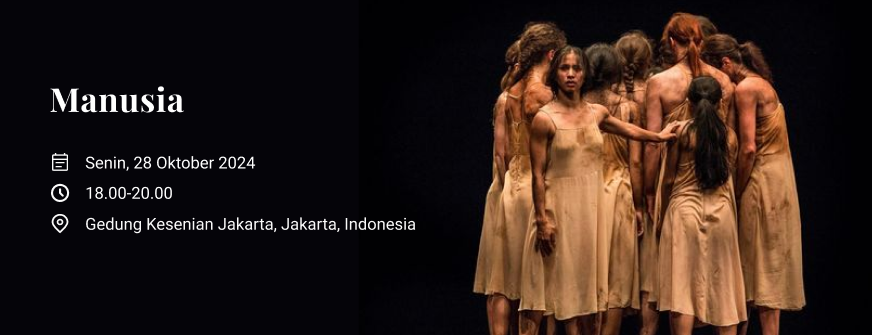 Manusia
Senin, 28 Oktober 2024
18.00-20.00
Gedung Kesenian Jakarta, Jakarta, Indonesia